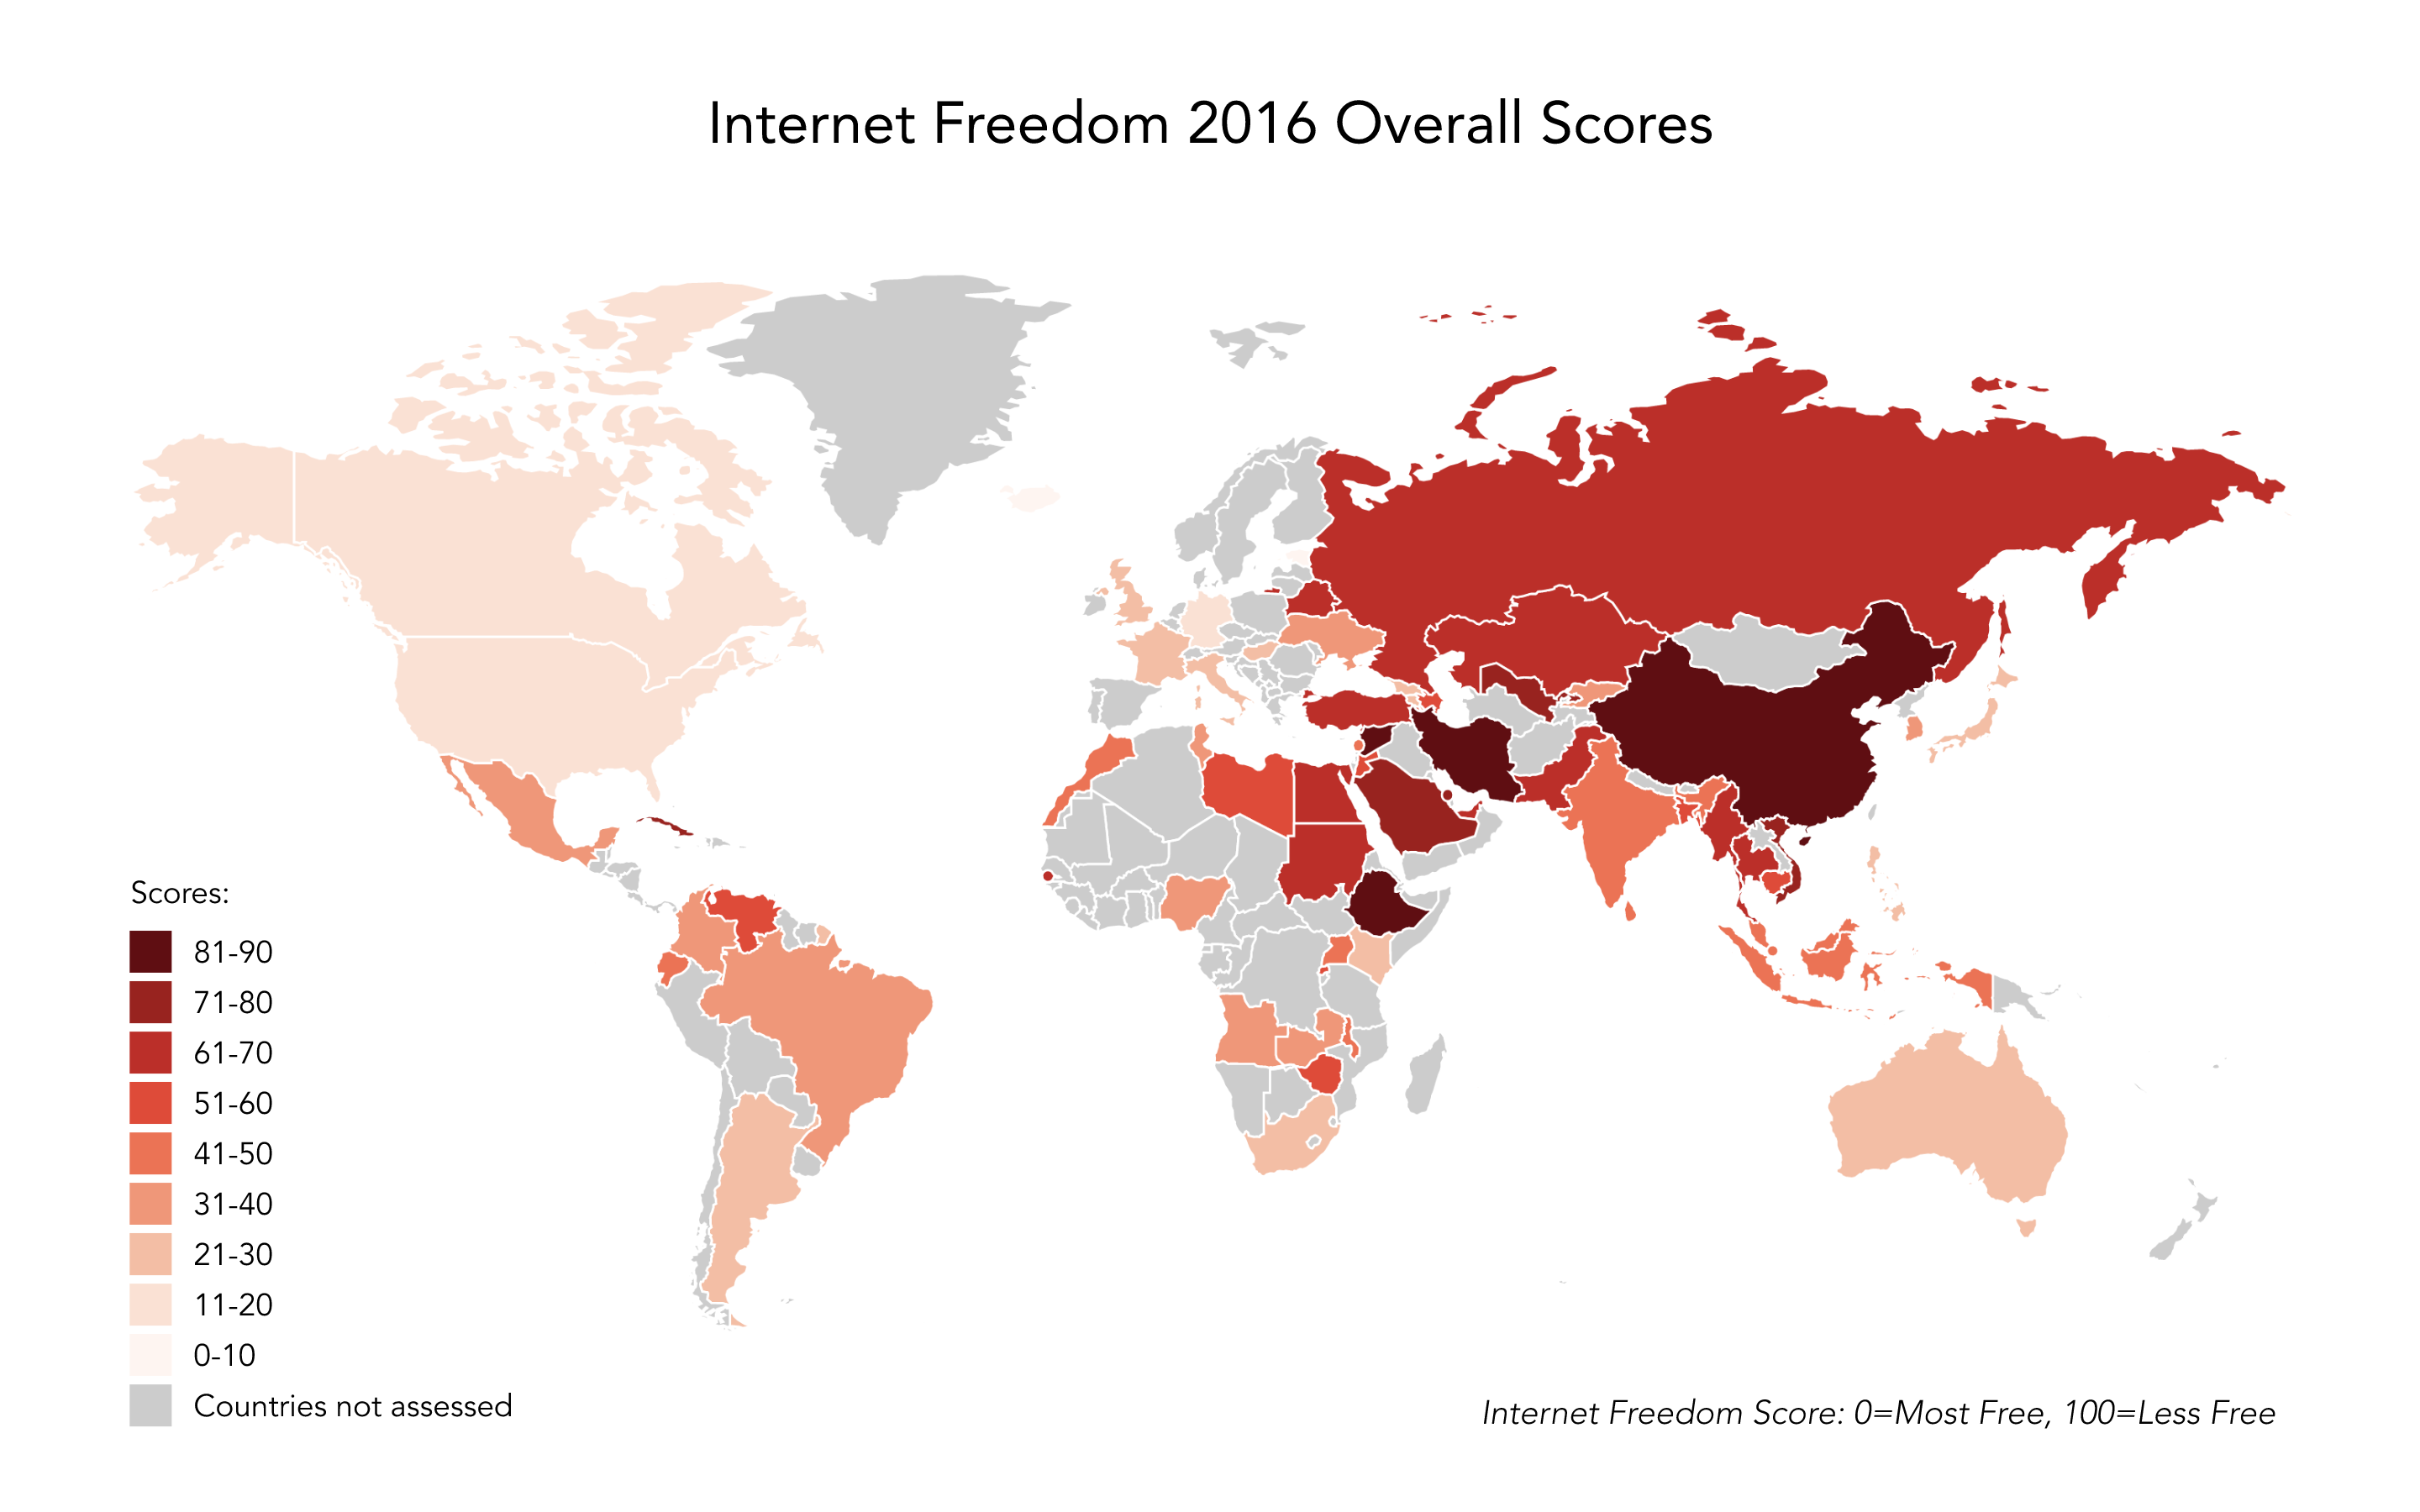 Internet Freedom 2016 Overall Scores
Scores:
81-90
71-80
61-70
51-60
41-50
31-40
21-30
11-20
0-10
Countries not assessed
Internet Freedom Score: 0=Most Free, 100=Less Free